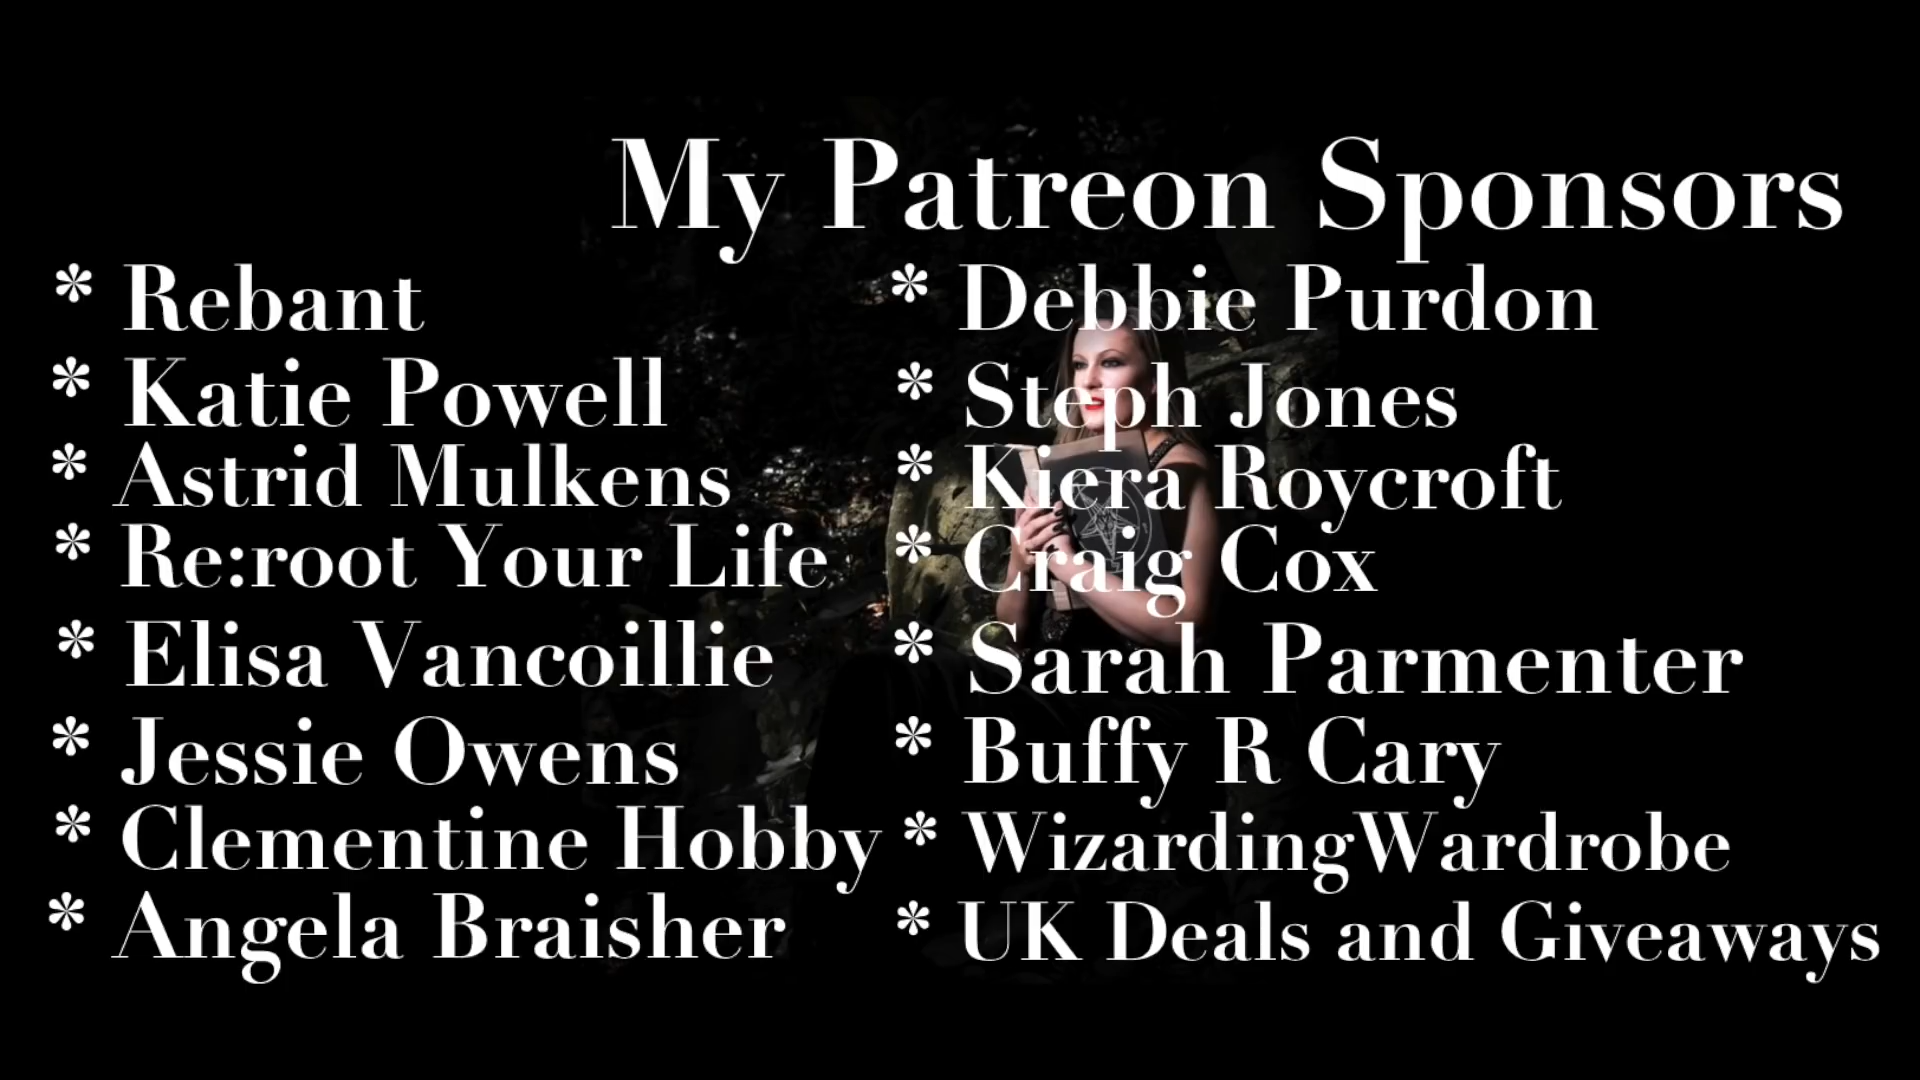 My Patreon Sponsors
* Rebant
* Katie Powell
* Astrid Mulkens
* Re:root Your Life
* Elisa Vancoillie
* Jessie Owens
* Clementine Hobby
* Angela Braisher
* Debbie Purdon
* Steph Jones
* Kiera Roycroft
* Craig Cox
* Sarah Parmenter
* Buffy R Cary
* WizardingWardrobe
* UK Deals and Giveaways